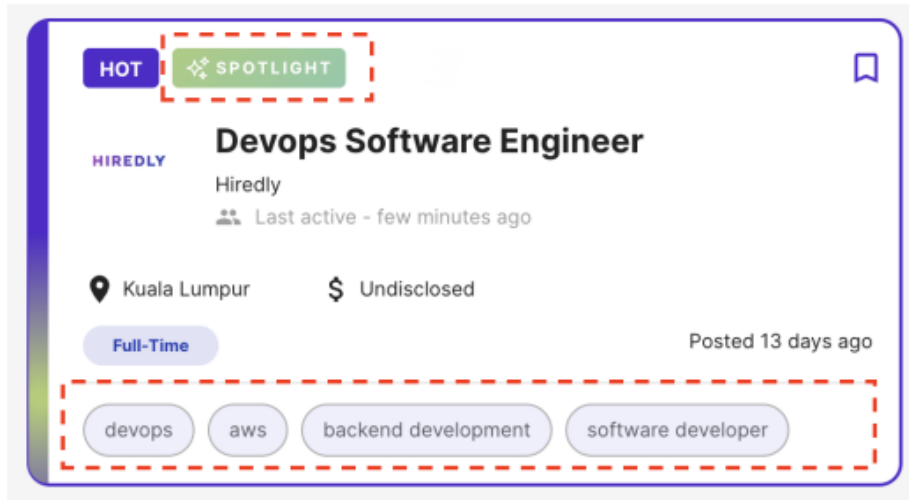 HOT SPOTLIGHT
Devops Software Engineer
HIREDLY
Hiredly
Last active - few minutes ago
Kuala Lumpur $ Undisclosed
Full-Time Posted 13 days ago
devops aws backend development software developer